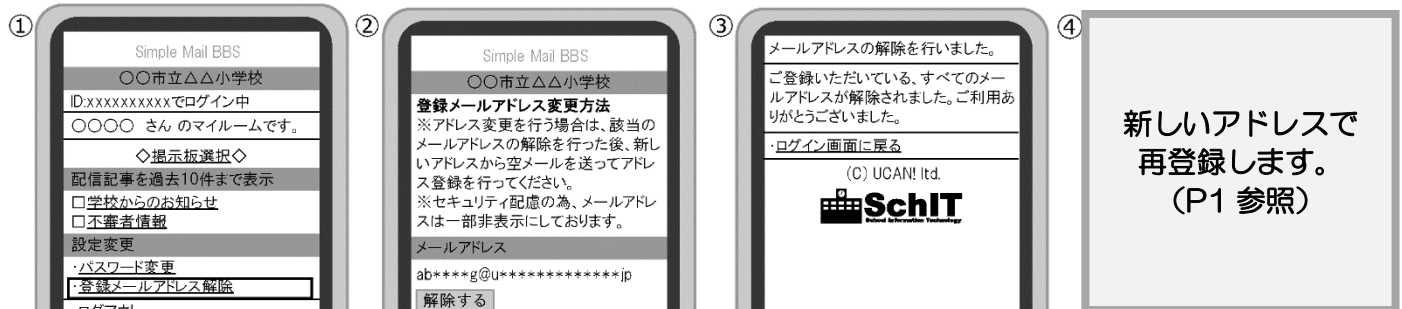 ①
Simple Mail BBS
〇〇市立△△小学校
ID:xxxxxxxxxxでログイン中
〇〇〇〇 さん のマイルームです。
◇掲示板選択◇
配信記事を過去10件まで表示
□学校からのお知らせ
□不審者情報
設定変更
・パスワード変更
・登録メールアドレス解除
②
Simple Mail BBS
〇〇市立△△小学校
登録メールアドレス変更方法
※アドレス変更を行う場合は、該当の
メールアドレスの解除を行った後、新し
いアドレスから空メールを送ってアドレ
ス登録を行ってください。
※セキュリティ配慮の為、メールアドレ
スは一部非表示にしております。
メールアドレス
ab****g@u*************jp
解除する
③
メールアドレスの解除を行いました。
ご登録いただいている、すべてのメー
ルアドレスが解除されました。ご利用あ
りがとうございました。
・ログイン画面に戻る
(C) UCAN! ltd.
SchIT
School Information Technology
④
新しいアドレスで
再登録します。
（P1 参照）